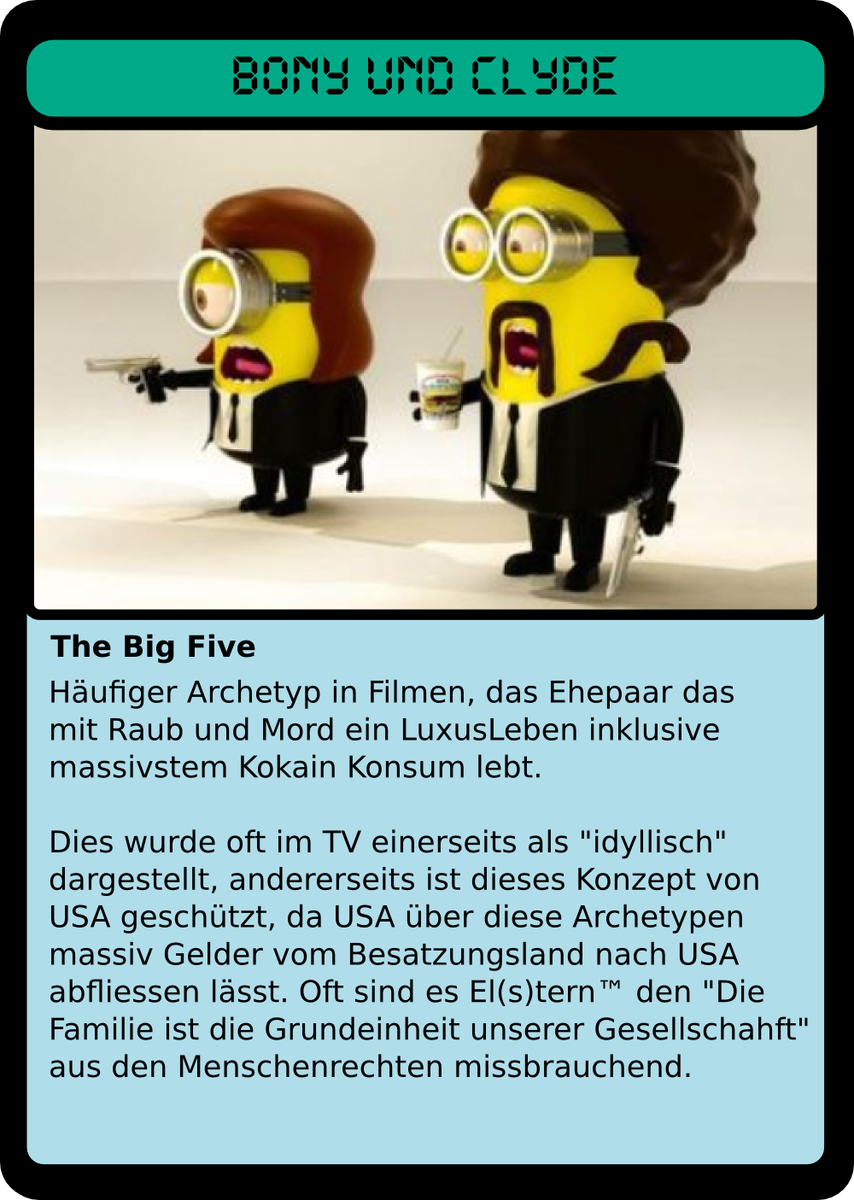 BONY UND CLYDE
The Big Five
Häufiger Archetyp in Filmen, das Ehepaar das
mit Raub und Mord ein LuxusLeben inklusive
massivstem Kokain Konsum lebt.
Dies wurde oft im TV einerseits als "idyllisch"
dargestellt, andererseits ist dieses Konzept von
USA geschützt, da USA über diese Archetypen
massiv Gelder vom Besatzungsland nach USA
abfliessen lässt. Oft sind es El(s)tern™ den "Die
Familie ist die Grundeinheit unserer Gesellschahft"
aus den Menschenrechten missbrauchend.